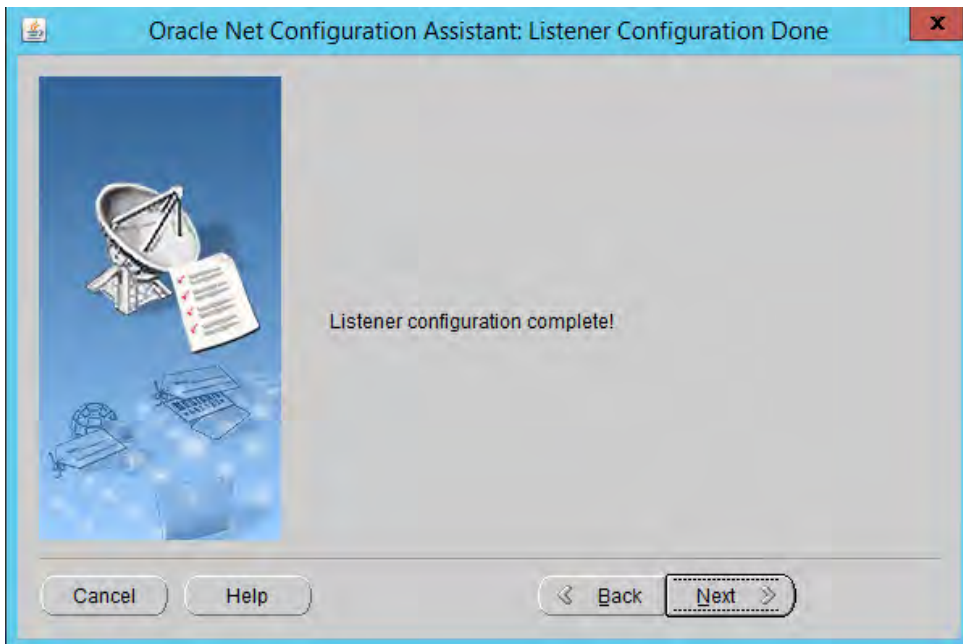 Oracle Net Configuration Assistant: Listener Configuration Done
x
Listener configuration complete!
Cancel
Help
Back
Next